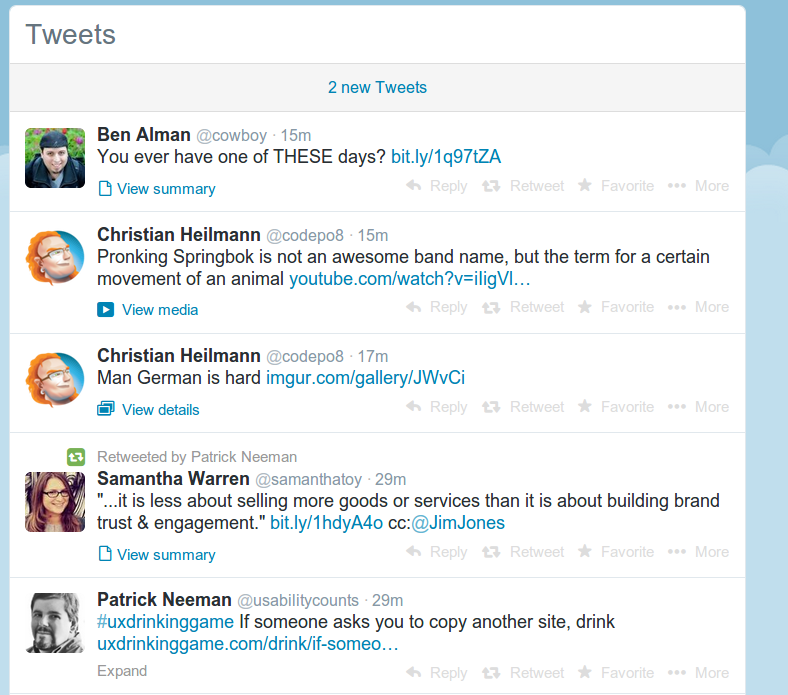 Tweets
2 new Tweets
Ben Alman @cowboy · 15m
You ever have one of THESE days? bit.ly/1q97tZA
View summary Reply Retweet Favorite More
Christian Heilmann @codepo8 · 15m
Pronking Springbok is not an awesome band name, but the term for a certain
movement of an animal youtube.com/watch?v=iIigVl…
View media Reply Retweet Favorite More
Christian Heilmann @codepo8 · 17m
Man German is hard imgur.com/gallery/JWvCi
View details Reply Retweet Favorite More
Retweeted by Patrick Neeman
Samantha Warren @samanthatoy · 29m
"...it is less about selling more goods or services than it is about building brand
trust & engagement." bit.ly/1hdyA4o cc:@JimJones
View summary Reply Retweet Favorite More
Patrick Neeman @usabilitycounts · 29m
#uxdrinkinggame If someone asks you to copy another site, drink
uxdrinkinggame.com/drink/if-someo…
Expand Reply Retweet Favorite More